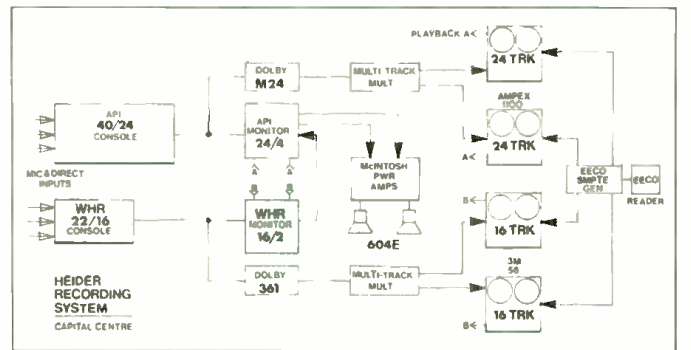 PLAYBACK A<
24 TRK
DOLBY
M24
MULTI TRACK
MULT
API
40/24
CONSOLE
API
MONITOR
24/4
AMPEX
1100
24 TRK
A<
MIC & DIRECT
INPUTS
A
A
B
B
McINTOSH
PWR
AMPS
EECO
SMPTE
GEN
EECO
READER
WHR
22/16
CONSOLE
WHR
MONITOR
16/2
604E
B<
16 TRK
DOLBY
361
MULTI-TRACK
MULT
3M
56
16 TRK
B<
HEIDER
RECORDING
SYSTEM
CAPITAL CENTRE